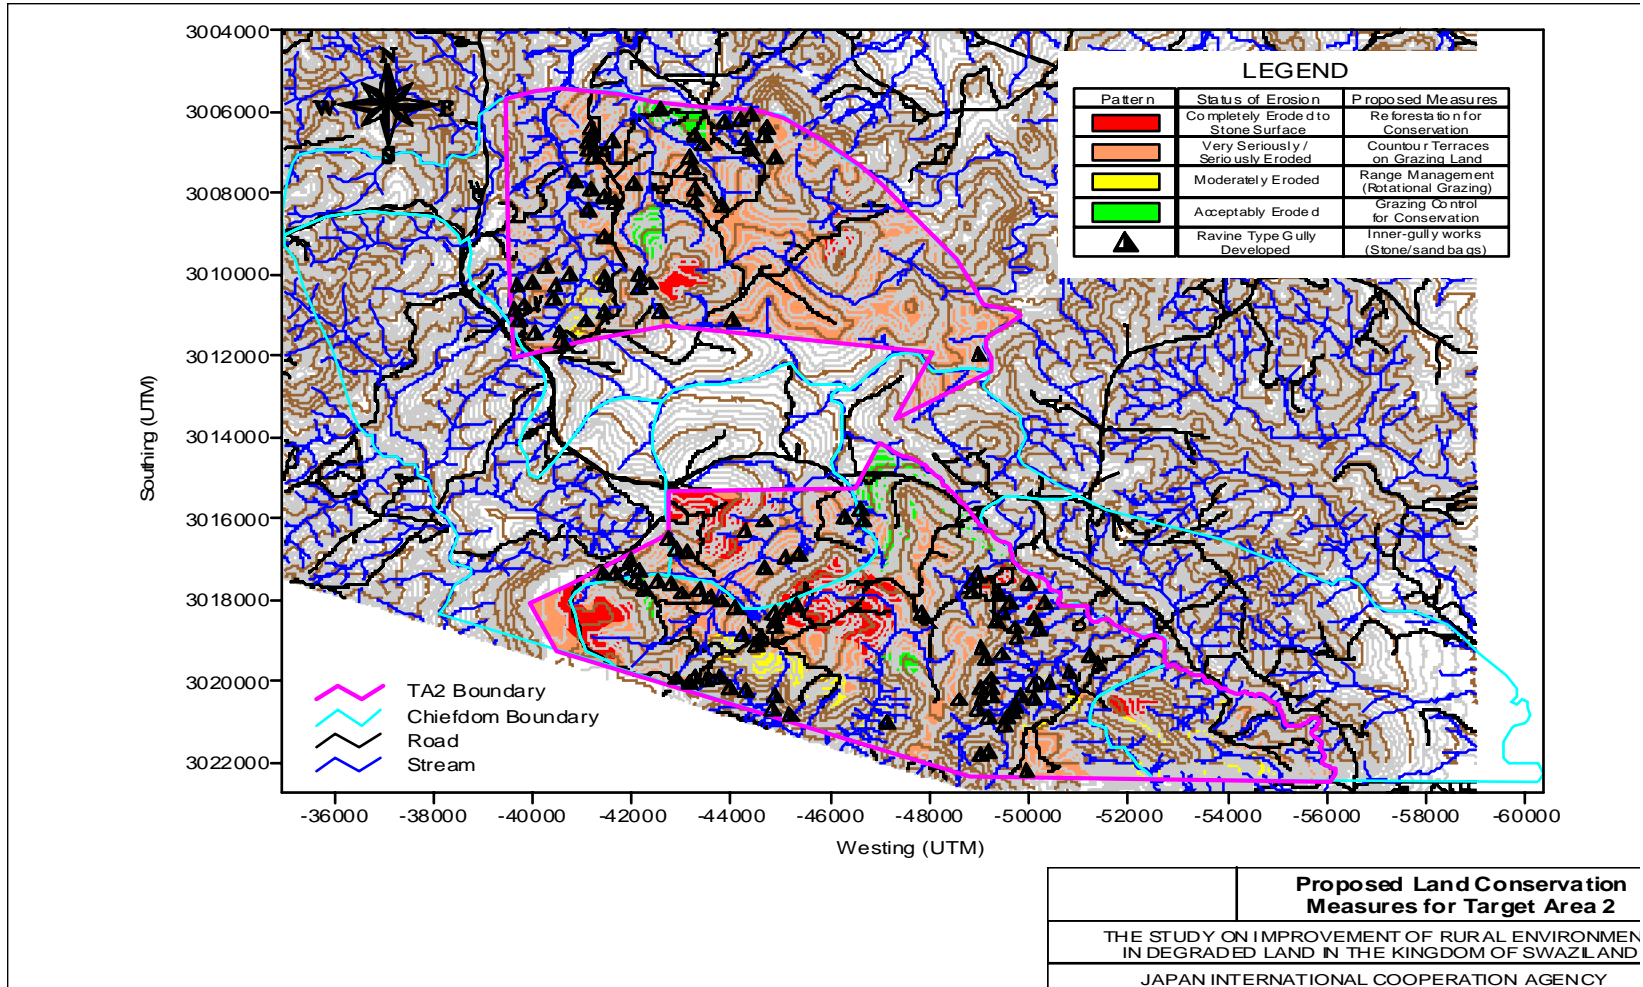 3004000
3006000
3008000
3010000
3012000
3014000
3016000
3018000
3020000
3022000
Southing (UTM)
N
W E
S
LEGEND
Pattern Status of Erosion Proposed Measures
Completely Eroded to Stone Surface Reforestation for Conservation
Very Seriously / Seriously Eroded Countour Terraces on Grazing Land
Moderately Eroded Range Management (Rotational Grazing)
Acceptably Eroded Grazing Control for Conservation
Ravine Type Gully Developed Inner-gully works (Stone/sand bags)
TA2 Boundary
Chiefdom Boundary
Road
Stream
-36000 -38000 -40000 -42000 -44000 -46000 -48000 -50000 -52000 -54000 -56000 -58000 -60000
Westing (UTM)
Proposed Land Conservation
Measures for Target Area 2
THE STUDY ON IMPROVEMENT OF RURAL ENVIRONMEN
IN DEGRADED LAND IN THE KINGDOM OF SWAZILAND
JAPAN INTERNATIONAL COOPERATION AGENCY